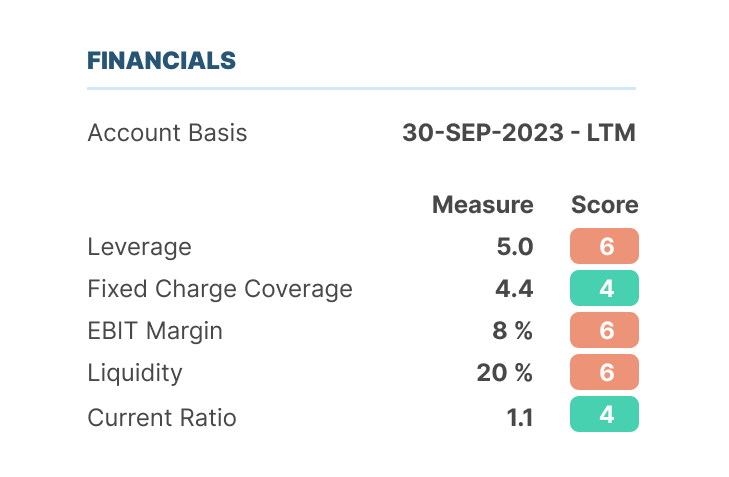 FINANCIALS
Account Basis 30-SEP-2023 - LTM
Measure Score
Leverage 5.0 6
Fixed Charge Coverage 4.4 4
EBIT Margin 8 % 6
Liquidity 20 % 6
Current Ratio 1.1 4